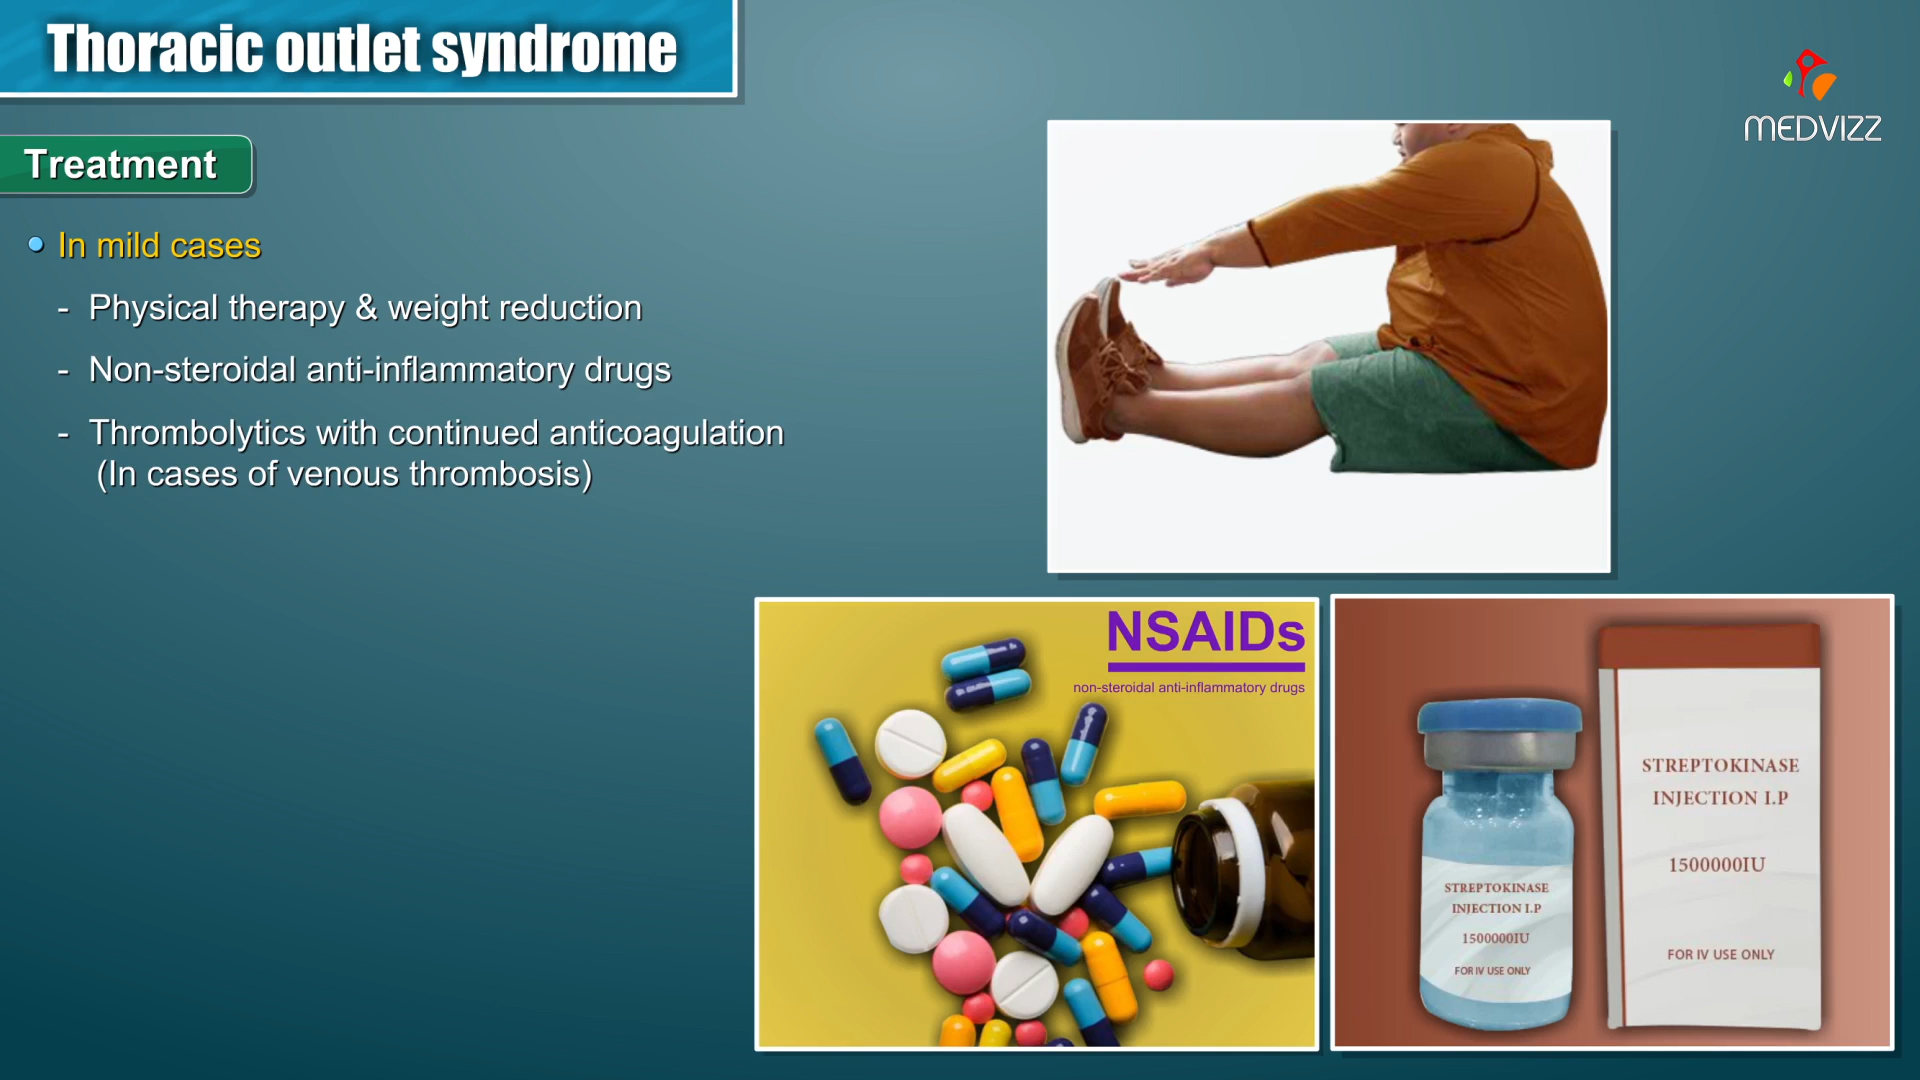 Thoracic outlet syndrome
MEDVIZZ
Treatment
In mild cases
- Physical therapy & weight reduction
- Non-steroidal anti-inflammatory drugs
- Thrombolytics with continued anticoagulation
(In cases of venous thrombosis)
NSAIDs
non-steroidal anti-inflammatory drugs
STREPTOKINASE
INJECTION I.P
1500000IU
FOR IV USE ONLY
STREPTOKINASE
INJECTION I.P
1500000IU
FOR IV USE ONLY